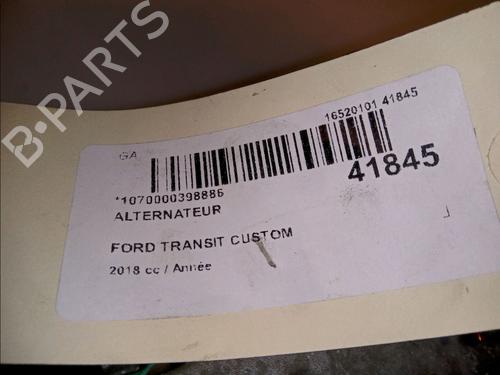 B-PARTS
16520101 41845
GA
41845
*1070000398886
ALTERNATEUR
FORD TRANSIT CUSTOM
2018 cc / Année